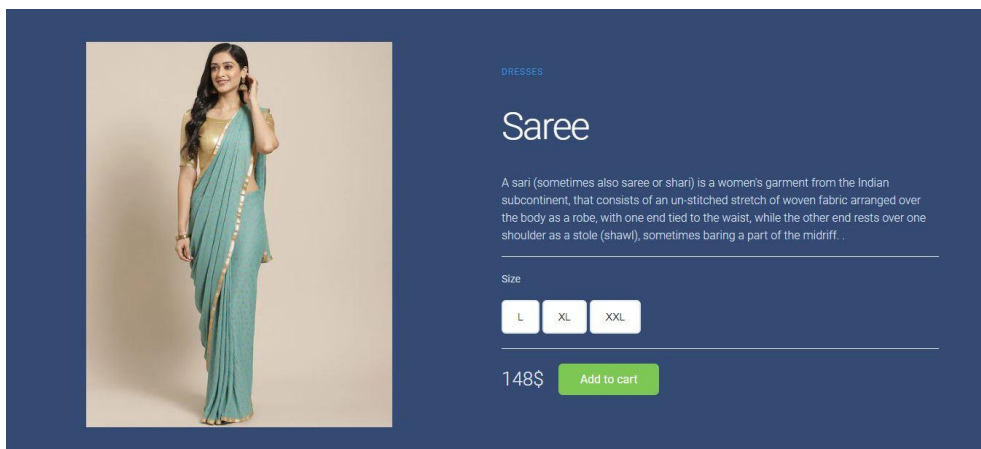 DRESSES
Saree
A sari (sometimes also saree or shari) is a women's garment from the Indian
subcontinent, that consists of an un-stitched stretch of woven fabric arranged over
the body as a robe, with one end tied to the waist, while the other end rests over one
shoulder as a stole (shawl), sometimes baring a part of the midriff. .
Size
L XL XXL
148$ Add to cart